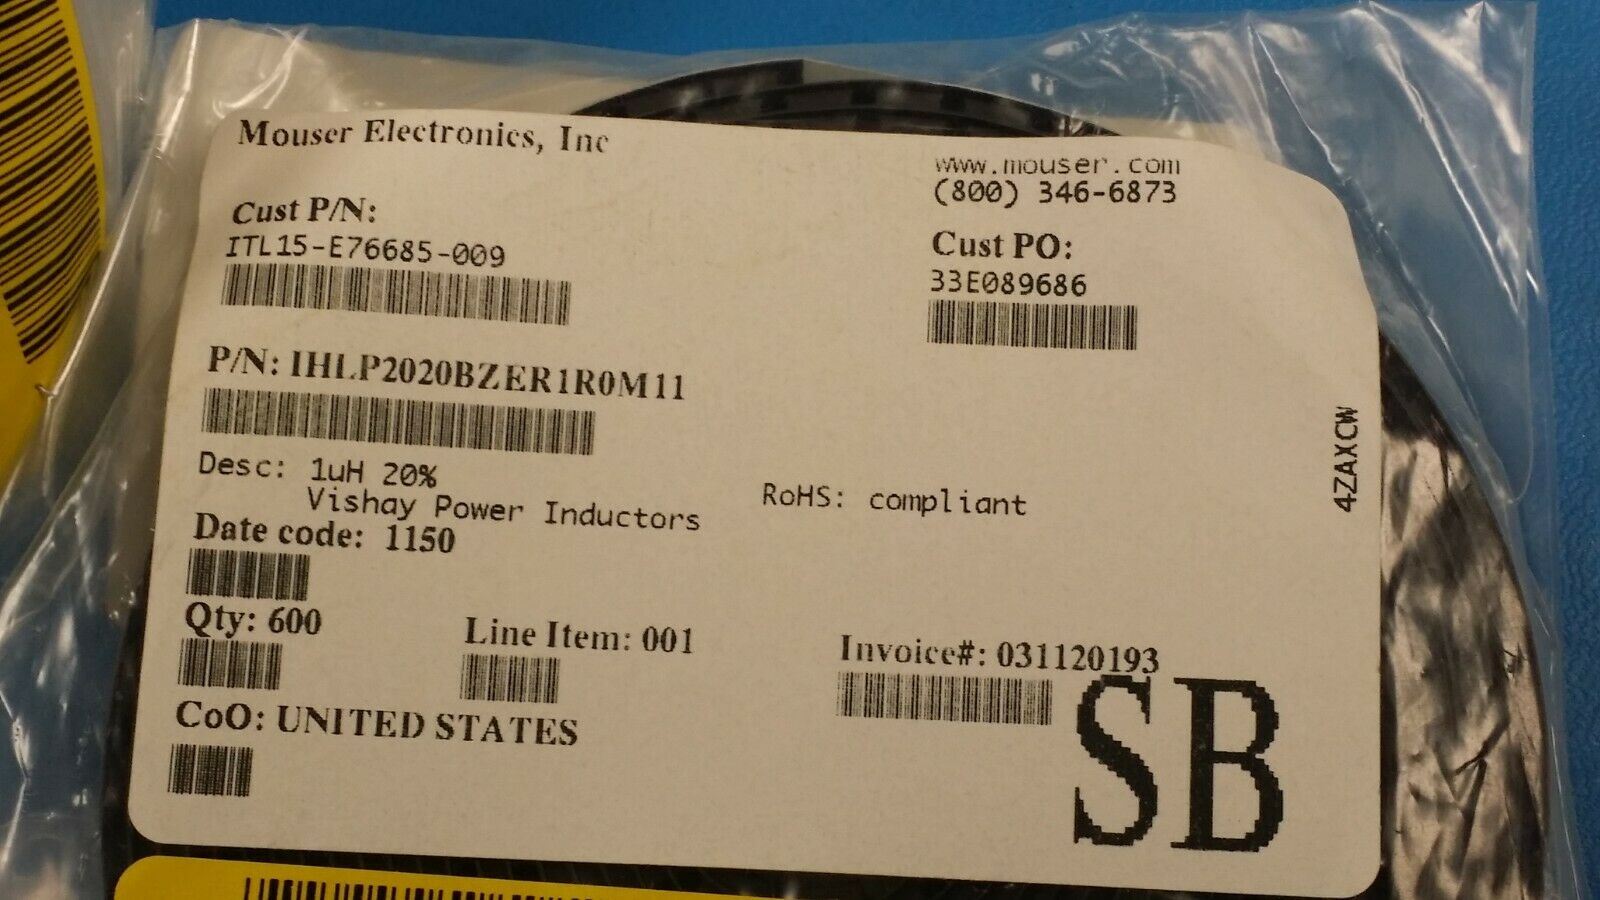 Mouser Electronics, Inc
www.mouser.com
(800) 346-6873
Cust P/N:
ITL15-E76685-009
Cust PO:
33E089686
P/N: IHLP2020BZER1R0M11
Desc: 1uH 20%
Vishay Power Inductors
RoHS: compliant
Date code: 1150
Qty: 600
Line Item: 001
Invoice#: 031120193
CoO: UNITED STATES
SB
4ZAXCW